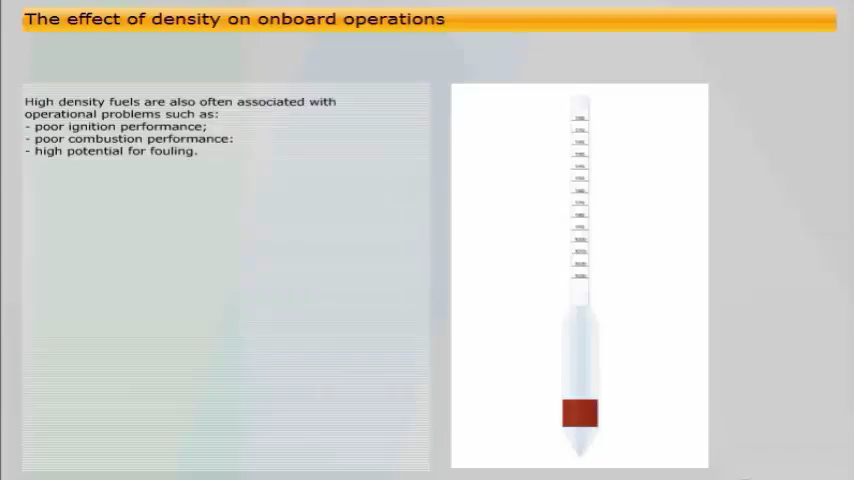 The effect of density on onboard operations
High density fuels are also often associated with
operational problems such as:
- poor ignition performance;
- poor combustion performance:
- high potential for fouling.